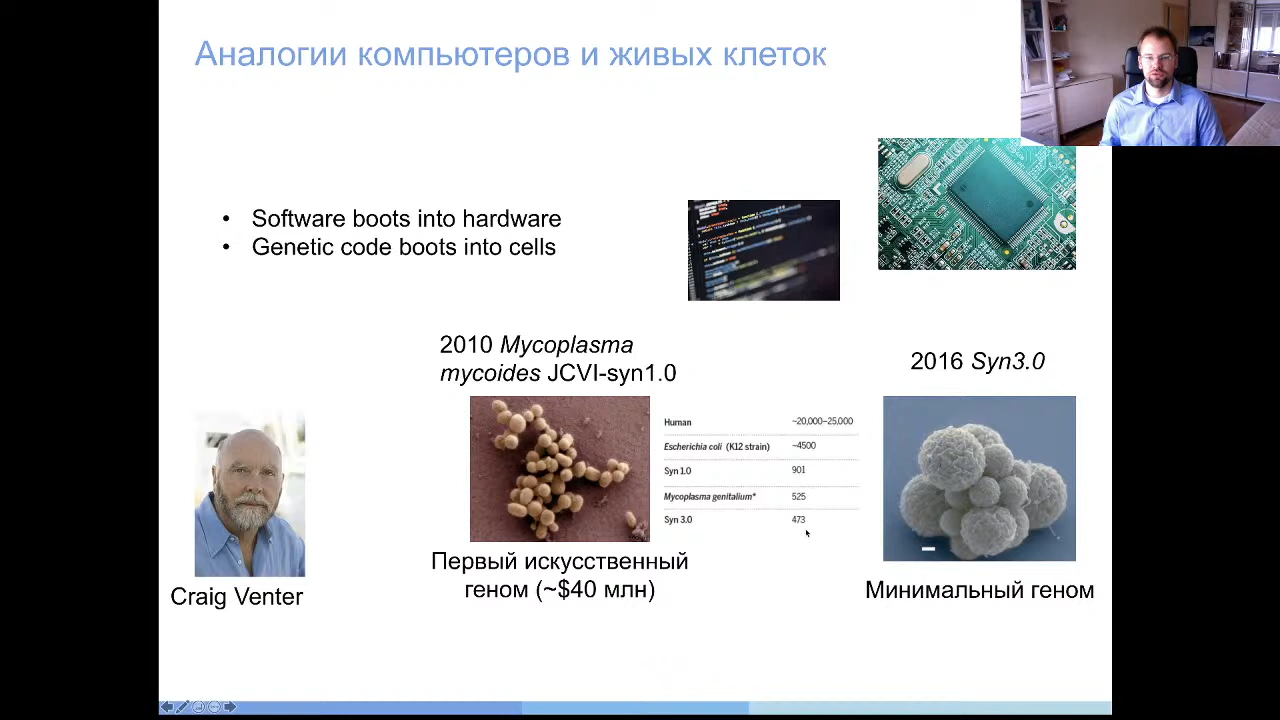 Аналогии компьютеров и живых клеток
• Software boots into hardware
• Genetic code boots into cells
2010 Mycoplasma
mycoides JCVI-syn1.0
2016 Syn3.0
Human ~20,000–25,000
Escherichia coli (K12 strain) ~4500
Syn 1.0 901
Mycoplasma genitalium* 525
Syn 3.0 473
Первый искусственный
геном (~$40 млн)
Craig Venter
Минимальный геном